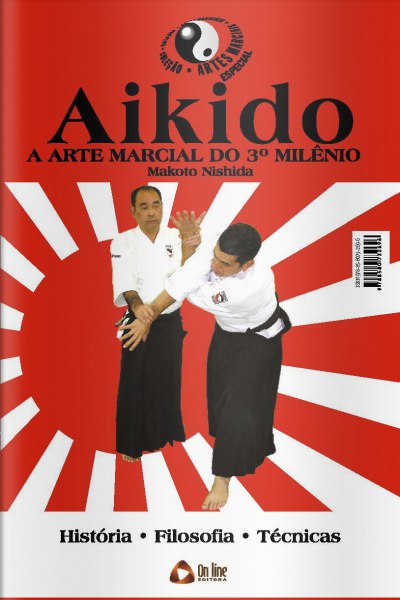 COLEÇÃO • ARTES MARCIAIS
ESPECIAL
Aikido
A ARTE MARCIAL DO 3º MILÊNIO
Makoto Nishida
História • Filosofia • Técnicas
On line
EDITORA